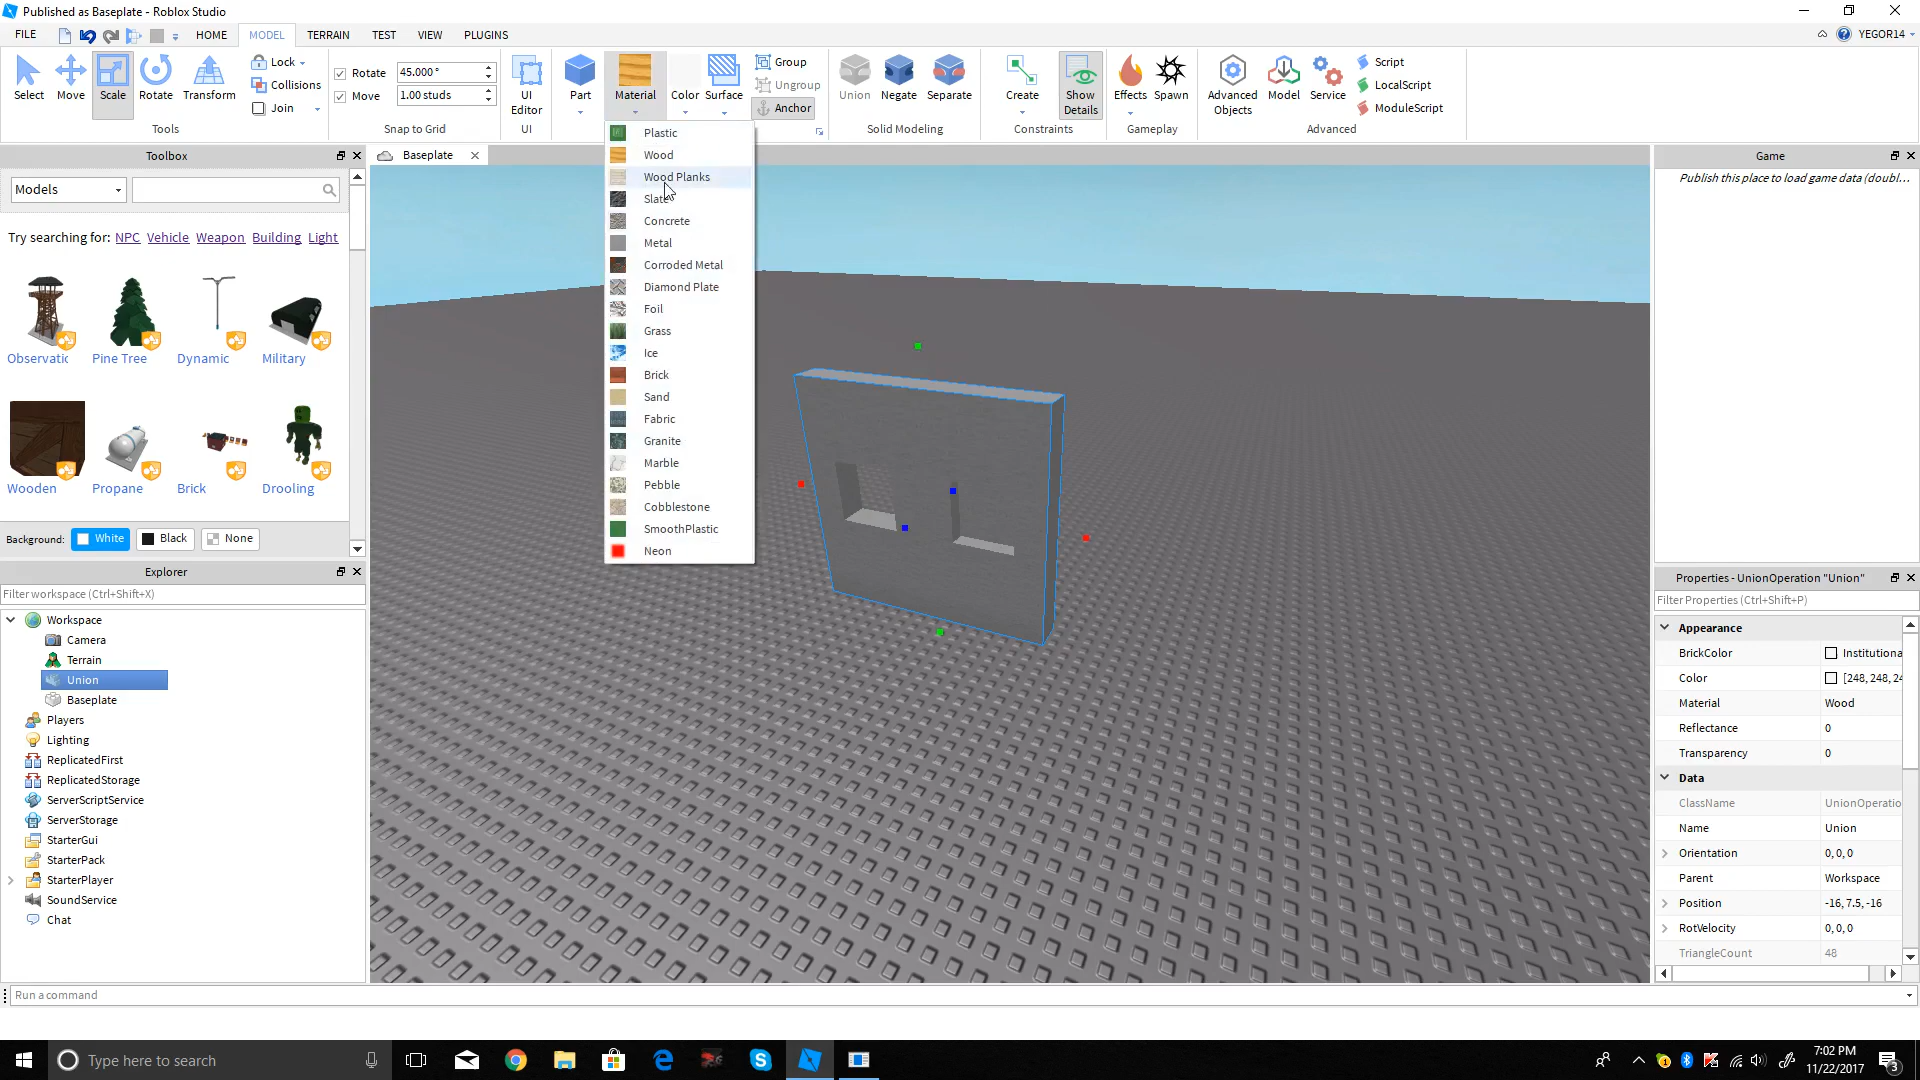 Published as Baseplate - Roblox Studio
FILE HOME MODEL TERRAIN TEST VIEW PLUGINS YEGOR14
Select Move Scale Rotate Transform
Lock
Collisions
Join
Tools
Rotate 45.000°
Move 1.00 studs
Snap to Grid
UI Editor
UI
Part
Material
Color
Surface
Group
Ungroup
Anchor
Union Negate Separate
Solid Modeling
Create
Show Details
Constraints
Effects Spawn
Gameplay
Advanced Objects
Model
Service
Script
LocalScript
ModuleScript
Advanced
Plastic
Wood
Wood Planks
Slate
Concrete
Metal
Corroded Metal
Diamond Plate
Foil
Grass
Ice
Brick
Sand
Fabric
Granite
Marble
Pebble
Cobblestone
SmoothPlastic
Neon
Toolbox
Models
Try searching for: NPC Vehicle Weapon Building Light
Observatic Pine Tree Dynamic Military
Wooden Propane Brick Drooling
Background: White Black None
Explorer
Filter workspace (Ctrl+Shift+X)
Workspace
Camera
Terrain
Union
Baseplate
Players
Lighting
ReplicatedFirst
ReplicatedStorage
ServerScriptService
ServerStorage
StarterGui
StarterPack
StarterPlayer
SoundService
Chat
Baseplate
Game
Publish this place to load game data (doubl...
Properties - UnionOperation "Union"
Filter Properties (Ctrl+Shift+P)
Appearance
BrickColor Instituciona
Color [248, 248, 24
Material Wood
Reflectance 0
Transparency 0
Data
ClassName UnionOperatio
Name Union
Orientation 0, 0, 0
Parent Workspace
Position -16, 7.5, -16
RotVelocity 0, 0, 0
TriangleCount 48
Run a command
Type here to search
7:02 PM
11/22/2017
3